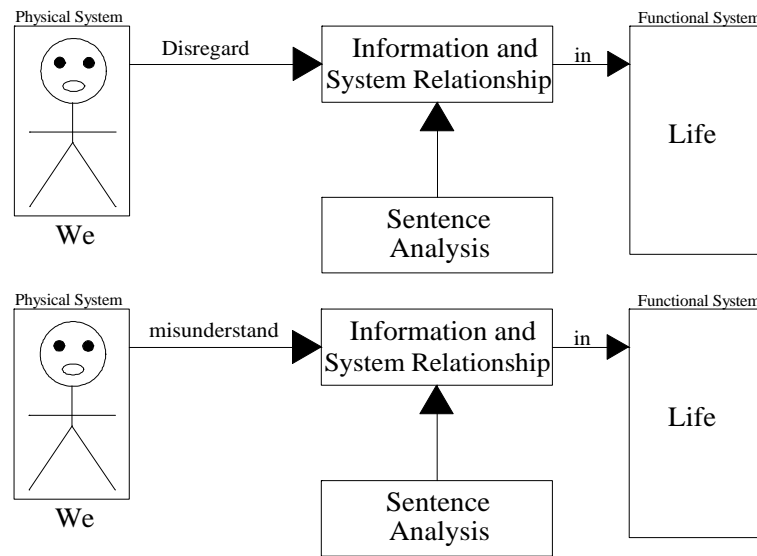 Physical System
Functional System
Disregard
Information and
System Relationship
in
Life
Sentence
Analysis
We
Physical System
Functional System
misunderstand
Information and
System Relationship
in
Life
Sentence
Analysis
We